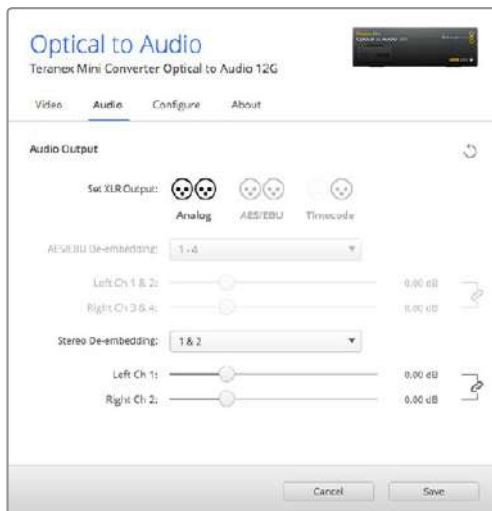 Optical to Audio
Teranex Mini Converter Optical to Audio 12G
Video Audio Configure About
Audio Output
Set XLR Output:
Analog AES/EBU Timecode
AES/EBU De-embedding: 1 - 4
Left Ch 1 & 2: 0.00 dB
Right Ch 3 & 4: 0.00 dB
Stereo De-embedding: 1 & 2
Left Ch 1: 0.00 dB
Right Ch 2: 0.00 dB
Cancel Save